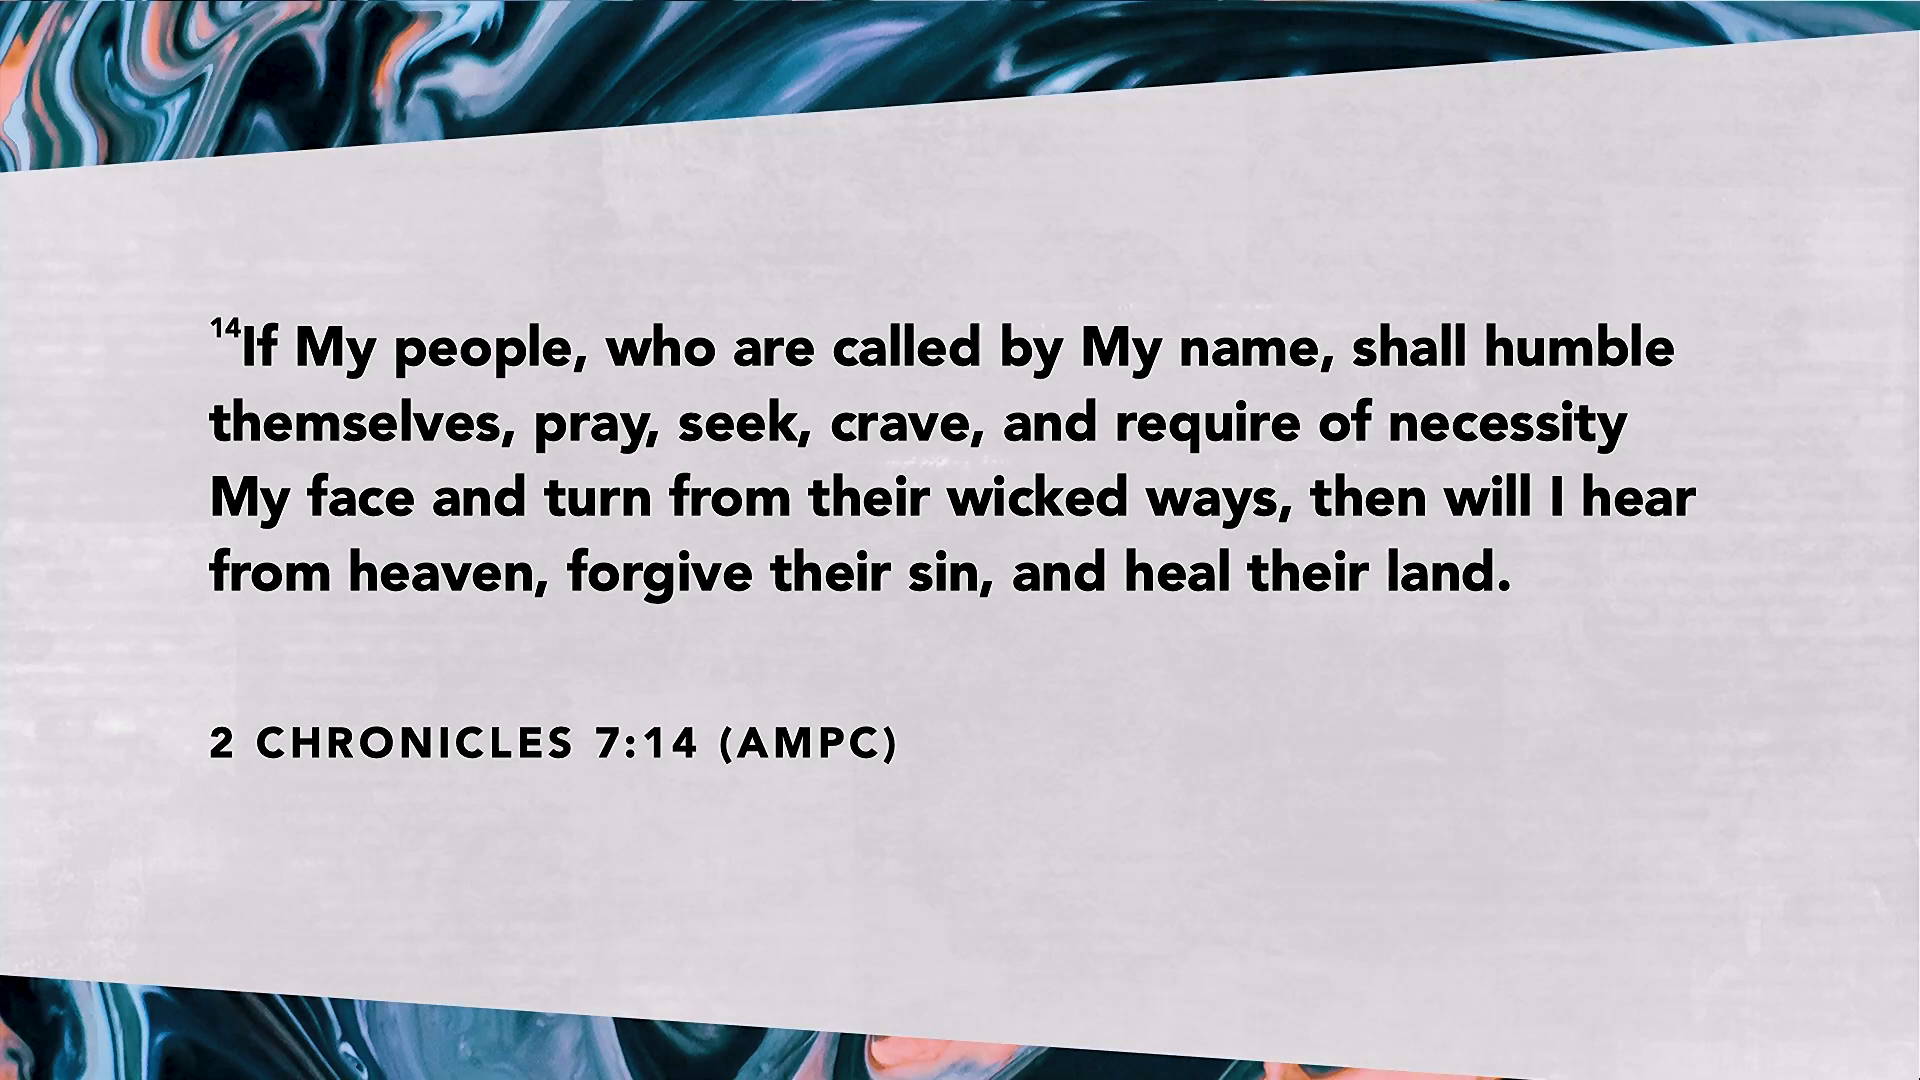 14If My people, who are called by My name, shall humble
themselves, pray, seek, crave, and require of necessity
My face and turn from their wicked ways, then will I hear
from heaven, forgive their sin, and heal their land.
2 CHRONICLES 7:14 (AMPC)